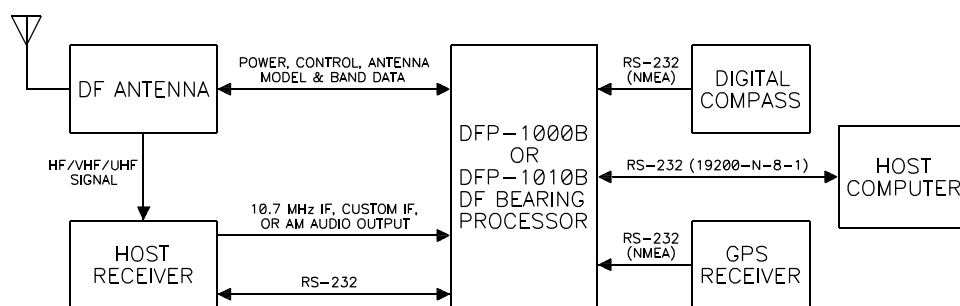 POWER, CONTROL, ANTENNA
MODEL & BAND DATA
DF ANTENNA
RS-232
(NMEA)
DIGITAL
COMPASS
DFP-1000B
OR
DFP-1010B
DF BEARING
PROCESSOR
HF/VHF/UHF
SIGNAL
RS-232 (19200-N-8-1)
HOST
COMPUTER
10.7 MHz IF, CUSTOM IF,
OR AM AUDIO OUTPUT
HOST
RECEIVER
RS-232
RS-232
(NMEA)
GPS
RECEIVER